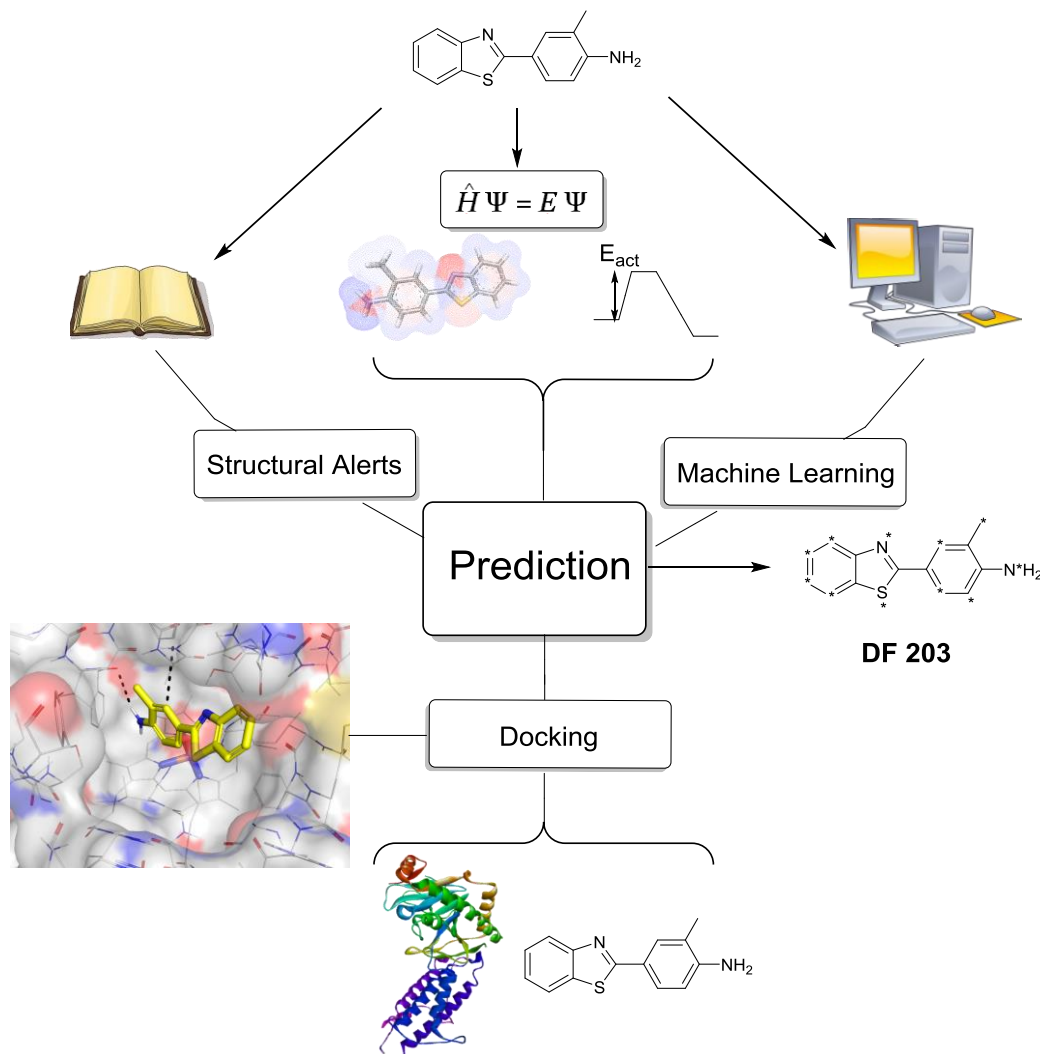 N
S
NH2
Ĥ Ψ = E Ψ
Eact
Structural Alerts
Machine Learning
Prediction
* * * * N* S * * * * * * N*H2
DF 203
Docking
N
S
NH2